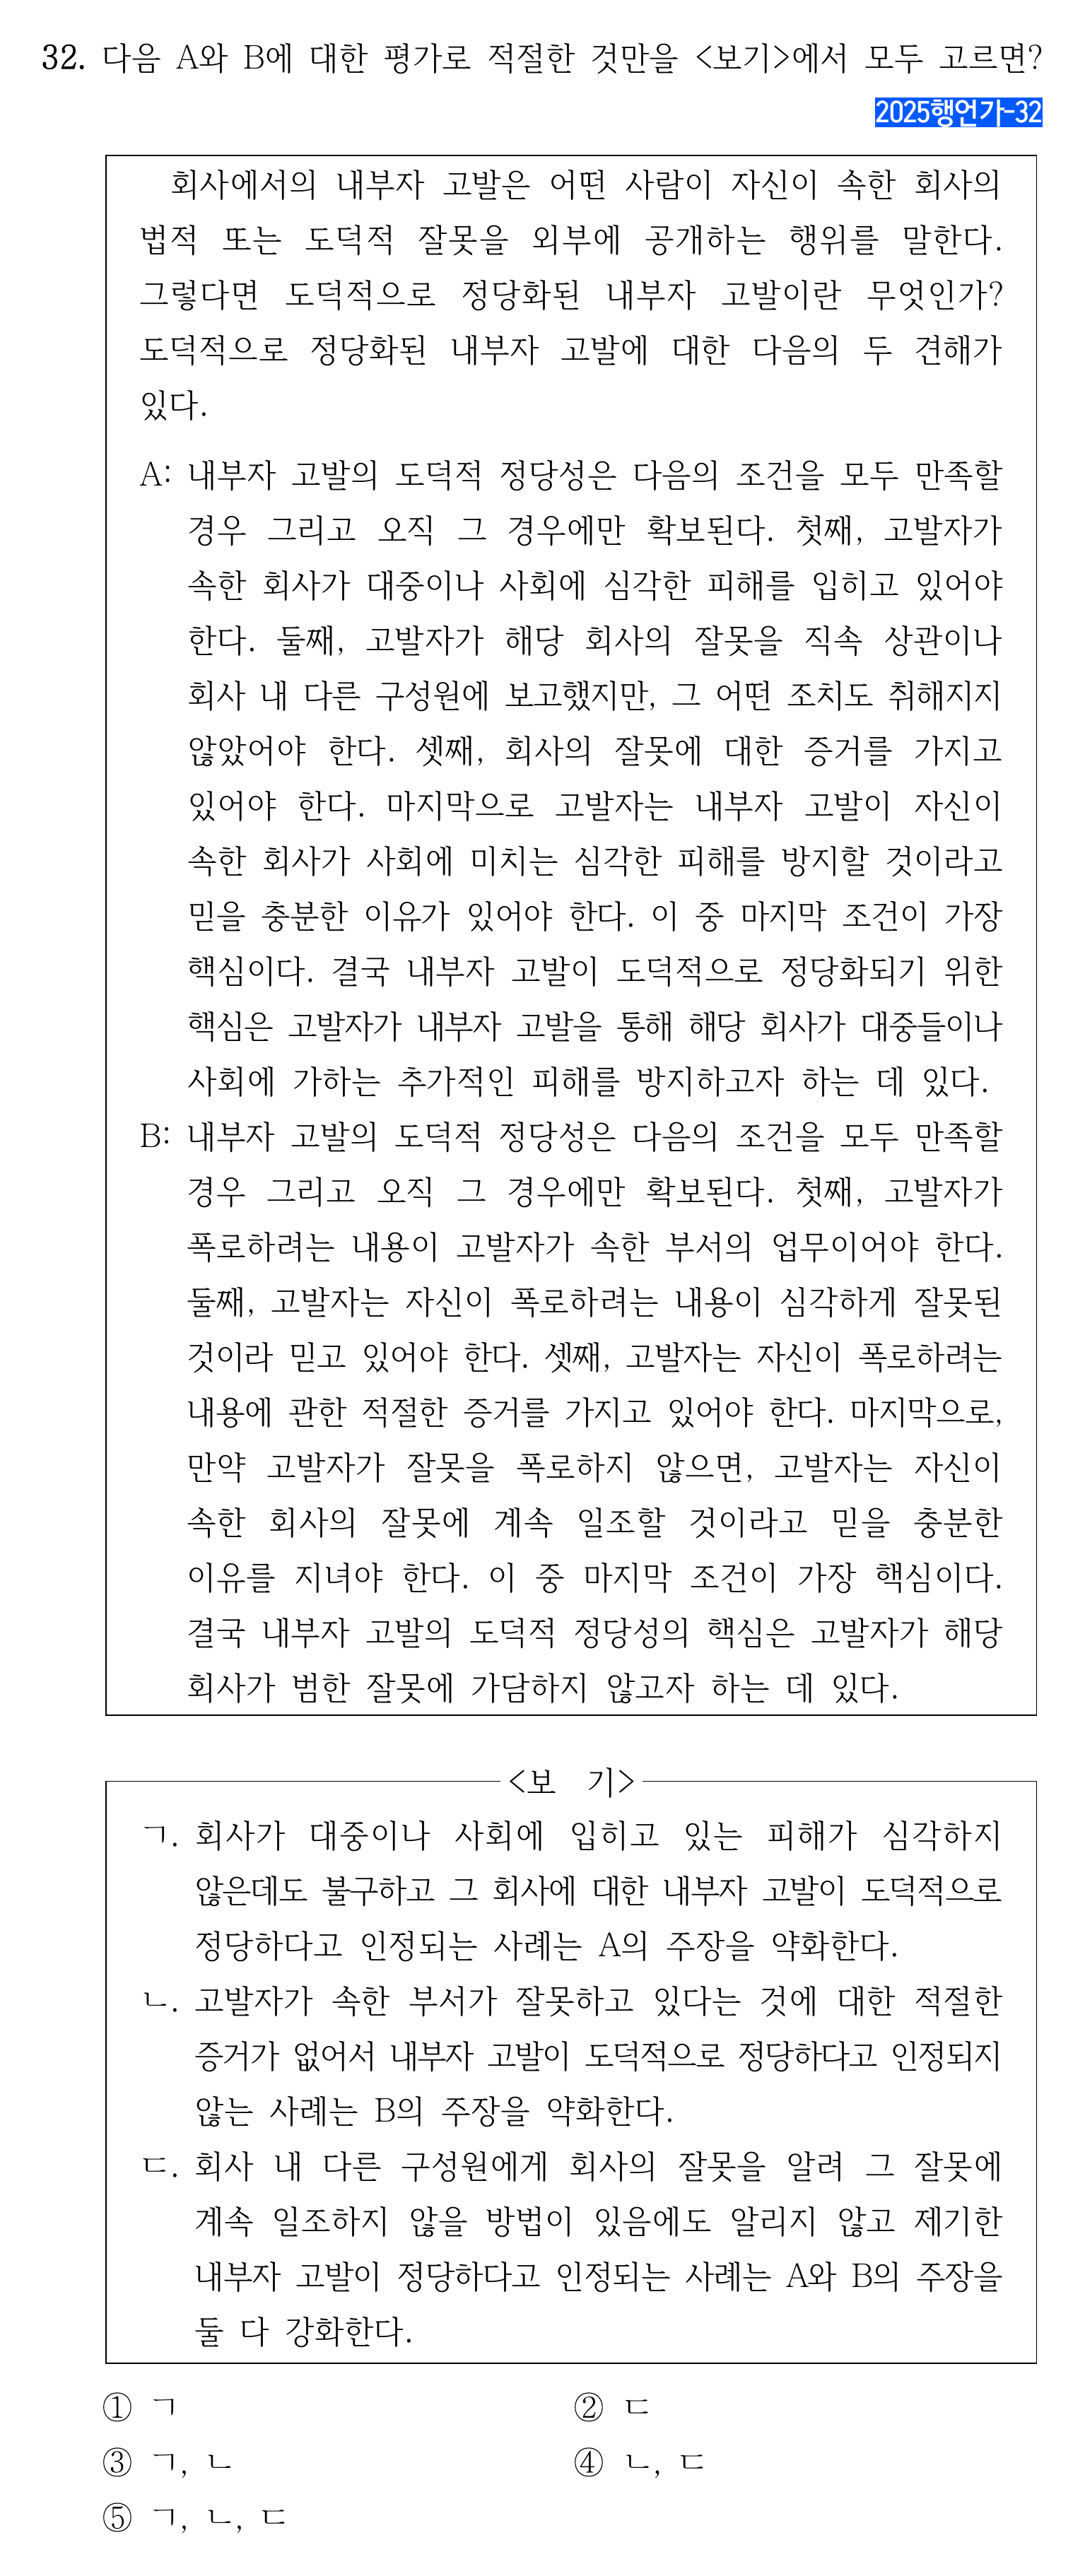 32. 다음 A와 B에 대한 평가로 적절한 것만을 <보기>에서 모두 고르면?
2025행언가-32
회사에서의 내부자 고발은 어떤 사람이 자신이 속한 회사의
법적 또는 도덕적 잘못을 외부에 공개하는 행위를 말한다.
그렇다면 도덕적으로 정당화된 내부자 고발이란 무엇인가?
도덕적으로 정당화된 내부자 고발에 대한 다음의 두 견해가
있다.
A: 내부자 고발의 도덕적 정당성은 다음의 조건을 모두 만족할
경우 그리고 오직 그 경우에만 확보된다. 첫째, 고발자가
속한 회사가 대중이나 사회에 심각한 피해를 입히고 있어야
한다. 둘째, 고발자가 해당 회사의 잘못을 직속 상관이나
회사 내 다른 구성원에 보고했지만, 그 어떤 조치도 취해지지
않았어야 한다. 셋째, 회사의 잘못에 대한 증거를 가지고
있어야 한다. 마지막으로 고발자는 내부자 고발이 자신이
속한 회사가 사회에 미치는 심각한 피해를 방지할 것이라고
믿을 충분한 이유가 있어야 한다. 이 중 마지막 조건이 가장
핵심이다. 결국 내부자 고발이 도덕적으로 정당화되기 위한
핵심은 고발자가 내부자 고발을 통해 해당 회사가 대중들이나
사회에 가하는 추가적인 피해를 방지하고자 하는 데 있다.
B: 내부자 고발의 도덕적 정당성은 다음의 조건을 모두 만족할
경우 그리고 오직 그 경우에만 확보된다. 첫째, 고발자가
폭로하려는 내용이 고발자가 속한 부서의 업무이어야 한다.
둘째, 고발자는 자신이 폭로하려는 내용이 심각하게 잘못된
것이라 믿고 있어야 한다. 셋째, 고발자는 자신이 폭로하려는
내용에 관한 적절한 증거를 가지고 있어야 한다. 마지막으로,
만약 고발자가 잘못을 폭로하지 않으면, 고발자는 자신이
속한 회사의 잘못에 계속 일조할 것이라고 믿을 충분한
이유를 지녀야 한다. 이 중 마지막 조건이 가장 핵심이다.
결국 내부자 고발의 도덕적 정당성의 핵심은 고발자가 해당
회사가 범한 잘못에 가담하지 않고자 하는 데 있다.
<보 기>
ㄱ. 회사가 대중이나 사회에 입히고 있는 피해가 심각하지
않은데도 불구하고 그 회사에 대한 내부자 고발이 도덕적으로
정당하다고 인정되는 사례는 A의 주장을 약화한다.
ㄴ. 고발자가 속한 부서가 잘못하고 있다는 것에 대한 적절한
증거가 없어서 내부자 고발이 도덕적으로 정당하다고 인정되지
않는 사례는 B의 주장을 약화한다.
ㄷ. 회사 내 다른 구성원에게 회사의 잘못을 알려 그 잘못에
계속 일조하지 않을 방법이 있음에도 알리지 않고 제기한
내부자 고발이 정당하다고 인정되는 사례는 A와 B의 주장을
둘 다 강화한다.
① ㄱ ② ㄷ
③ ㄱ, ㄴ ④ ㄴ, ㄷ
⑤ ㄱ, ㄴ, ㄷ